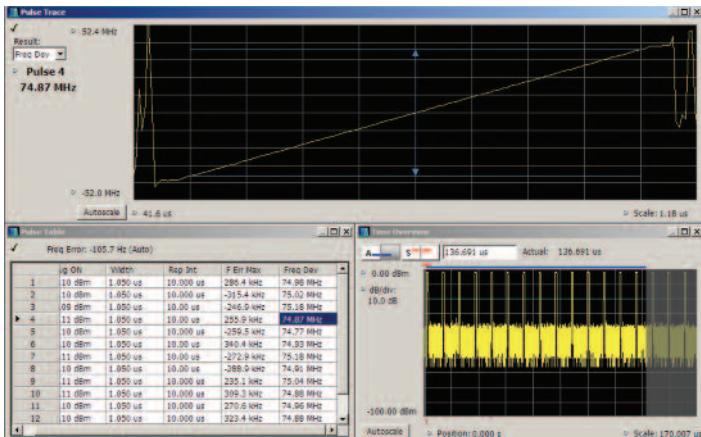 Pulse Trace
Result:
Freq Dev
Pulse 4
74.87 MHz
52.4 MHz
-52.0 MHz
Autoscale
41.6 us
Scale: 1.18 us
Pulse Table
Freq Error: -105.7 Hz (Auto)
g ON Width Rep Int F Err Max Freq Dev
1 .10 dBm 1.050 us 10.000 us 286.4 kHz 74.98 MHz
2 .10 dBm 1.050 us 10.000 us -315.4 kHz 75.02 MHz
3 .09 dBm 1.050 us 10.00 us -246.9 kHz 75.18 MHz
4 .11 dBm 1.050 us 10.00 us 255.9 kHz 74.87 MHz
5 .10 dBm 1.050 us 10.000 us -259.5 kHz 74.77 MHz
6 .10 dBm 1.050 us 10.000 us 340.4 kHz 74.93 MHz
7 .11 dBm 1.050 us 10.00 us -272.9 kHz 75.18 MHz
8 .10 dBm 1.050 us 10.00 us -288.9 kHz 74.91 MHz
9 .11 dBm 1.050 us 10.000 us 235.1 kHz 75.04 MHz
10 .11 dBm 1.050 us 10.000 us 309.3 kHz 74.88 MHz
11 .10 dBm 1.050 us 10.000 us 270.6 kHz 74.96 MHz
12 .10 dBm 1.050 us 10.000 us 323.4 kHz 74.89 MHz
Time Overview
A S 136.691 us Actual: 136.691 us
0.00 dBm
dB/div:
10.0 dB
-100.00 dBm
Autoscale
Position: 0.000 s
Scale: 170.007 us